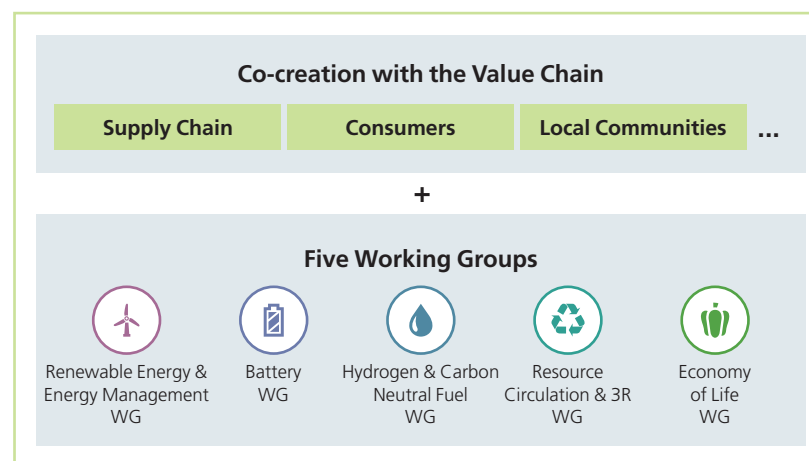 Co-creation with the Value Chain
Supply Chain
Consumers
Local Communities
...
+
Five Working Groups
Renewable Energy &
Energy Management
WG
Battery
WG
Hydrogen & Carbon
Neutral Fuel
WG
Resource
Circulation & 3R
WG
Economy
of Life
WG